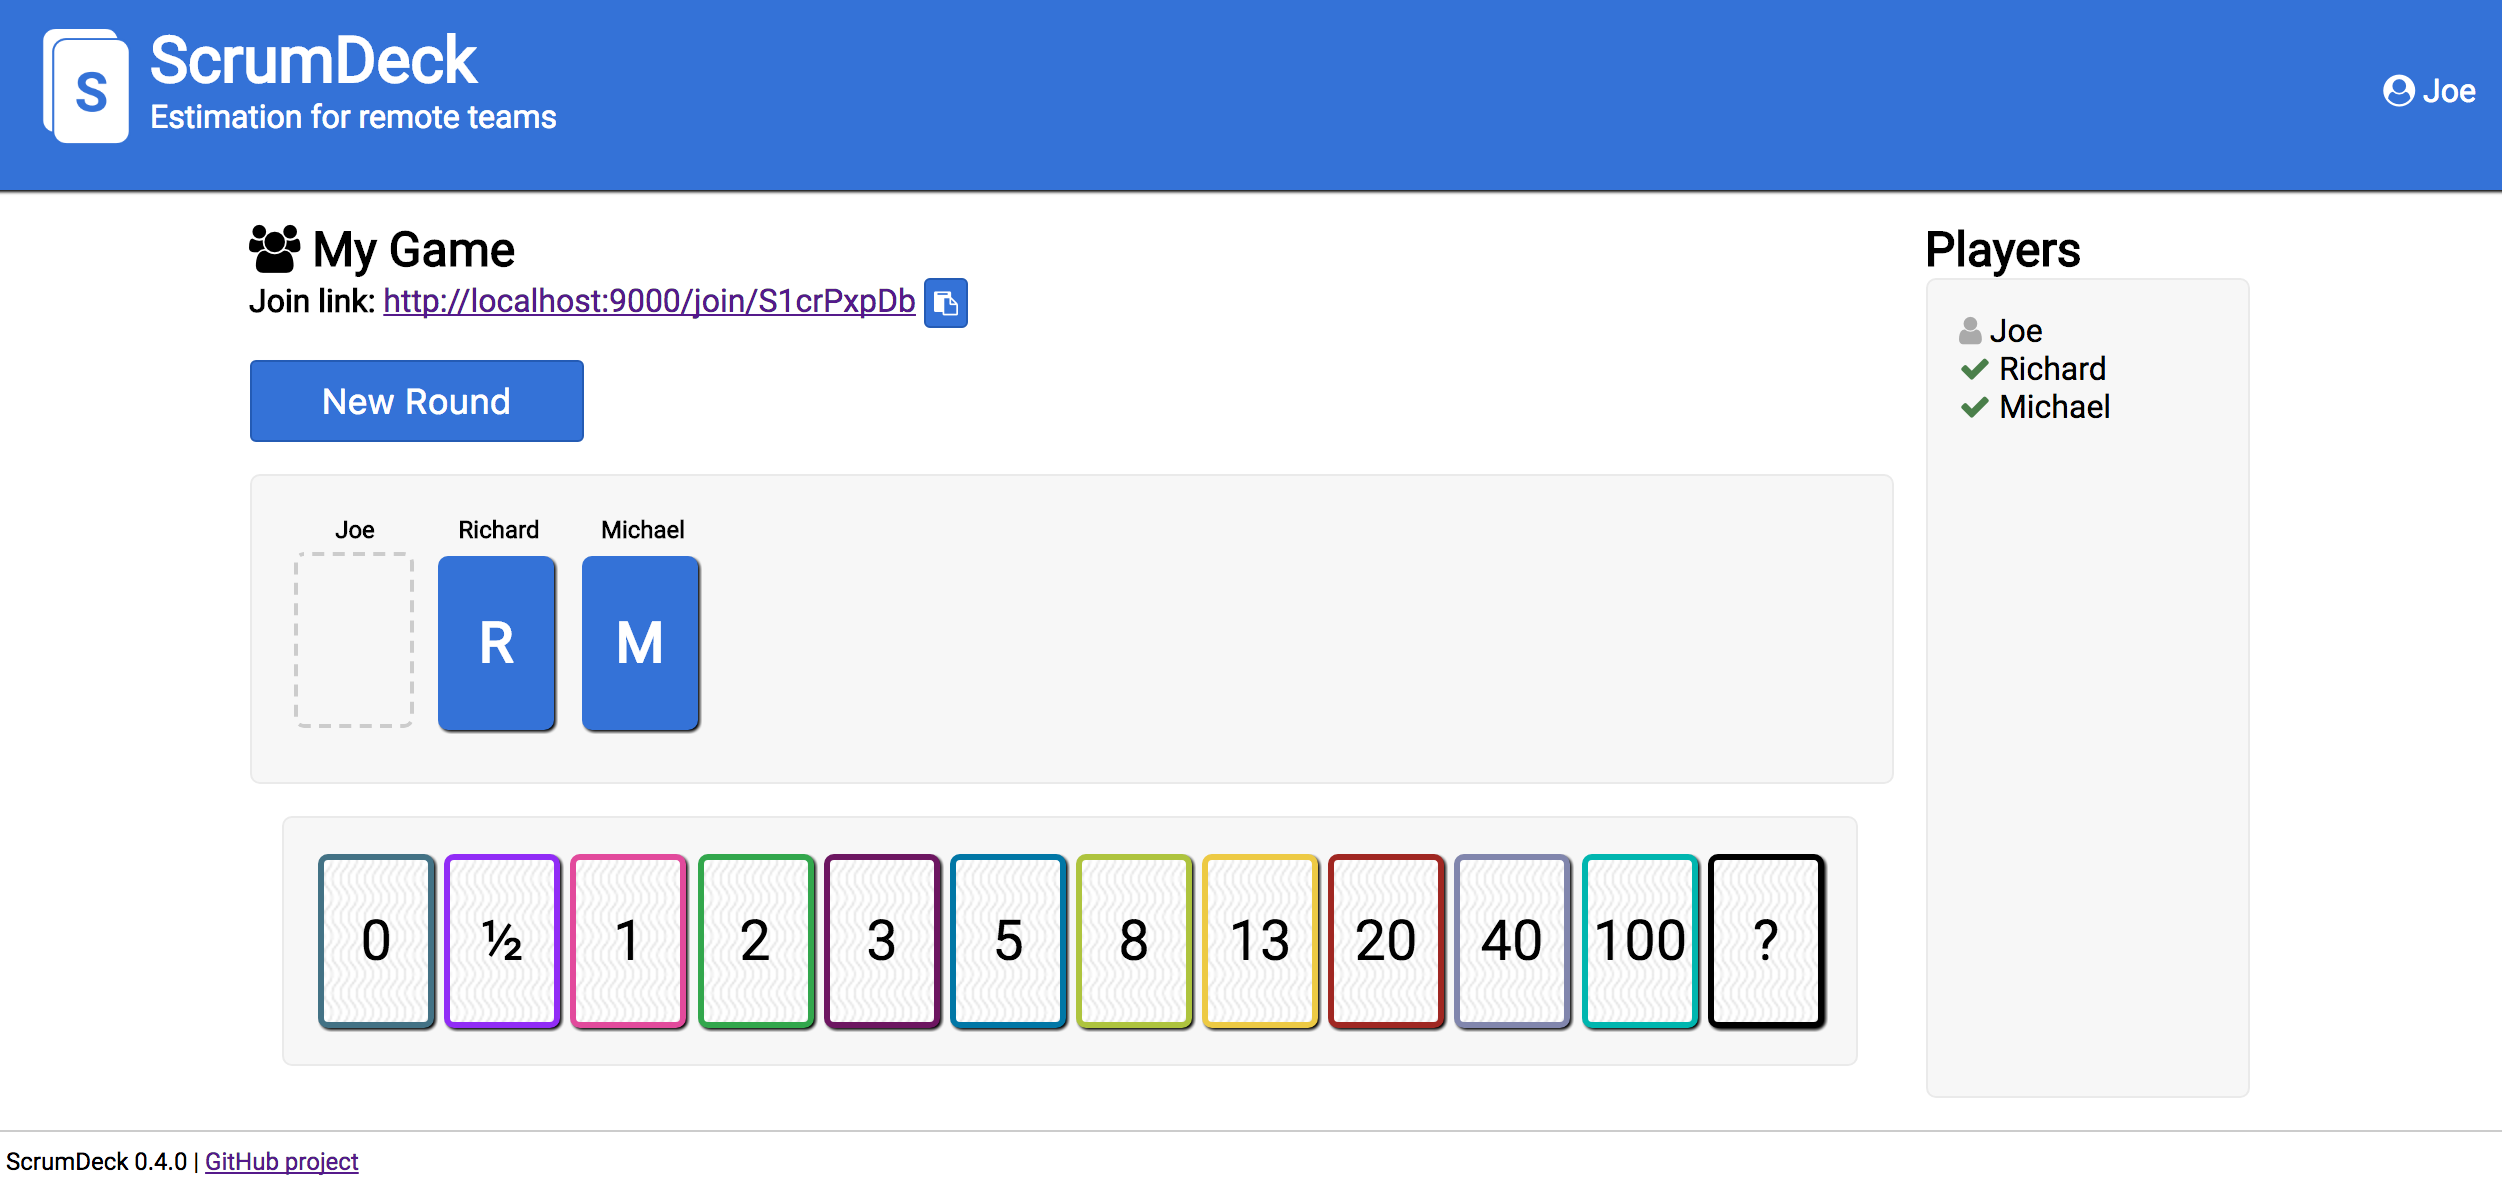 S
ScrumDeck
Estimation for remote teams
Joe
My Game
Join link: http://localhost:9000/join/S1crPxpDb
New Round
Joe
Richard
Michael
R
M
0
½
1
2
3
5
8
13
20
40
100
?
Players
Joe
Richard
Michael
ScrumDeck 0.4.0 | GitHub project